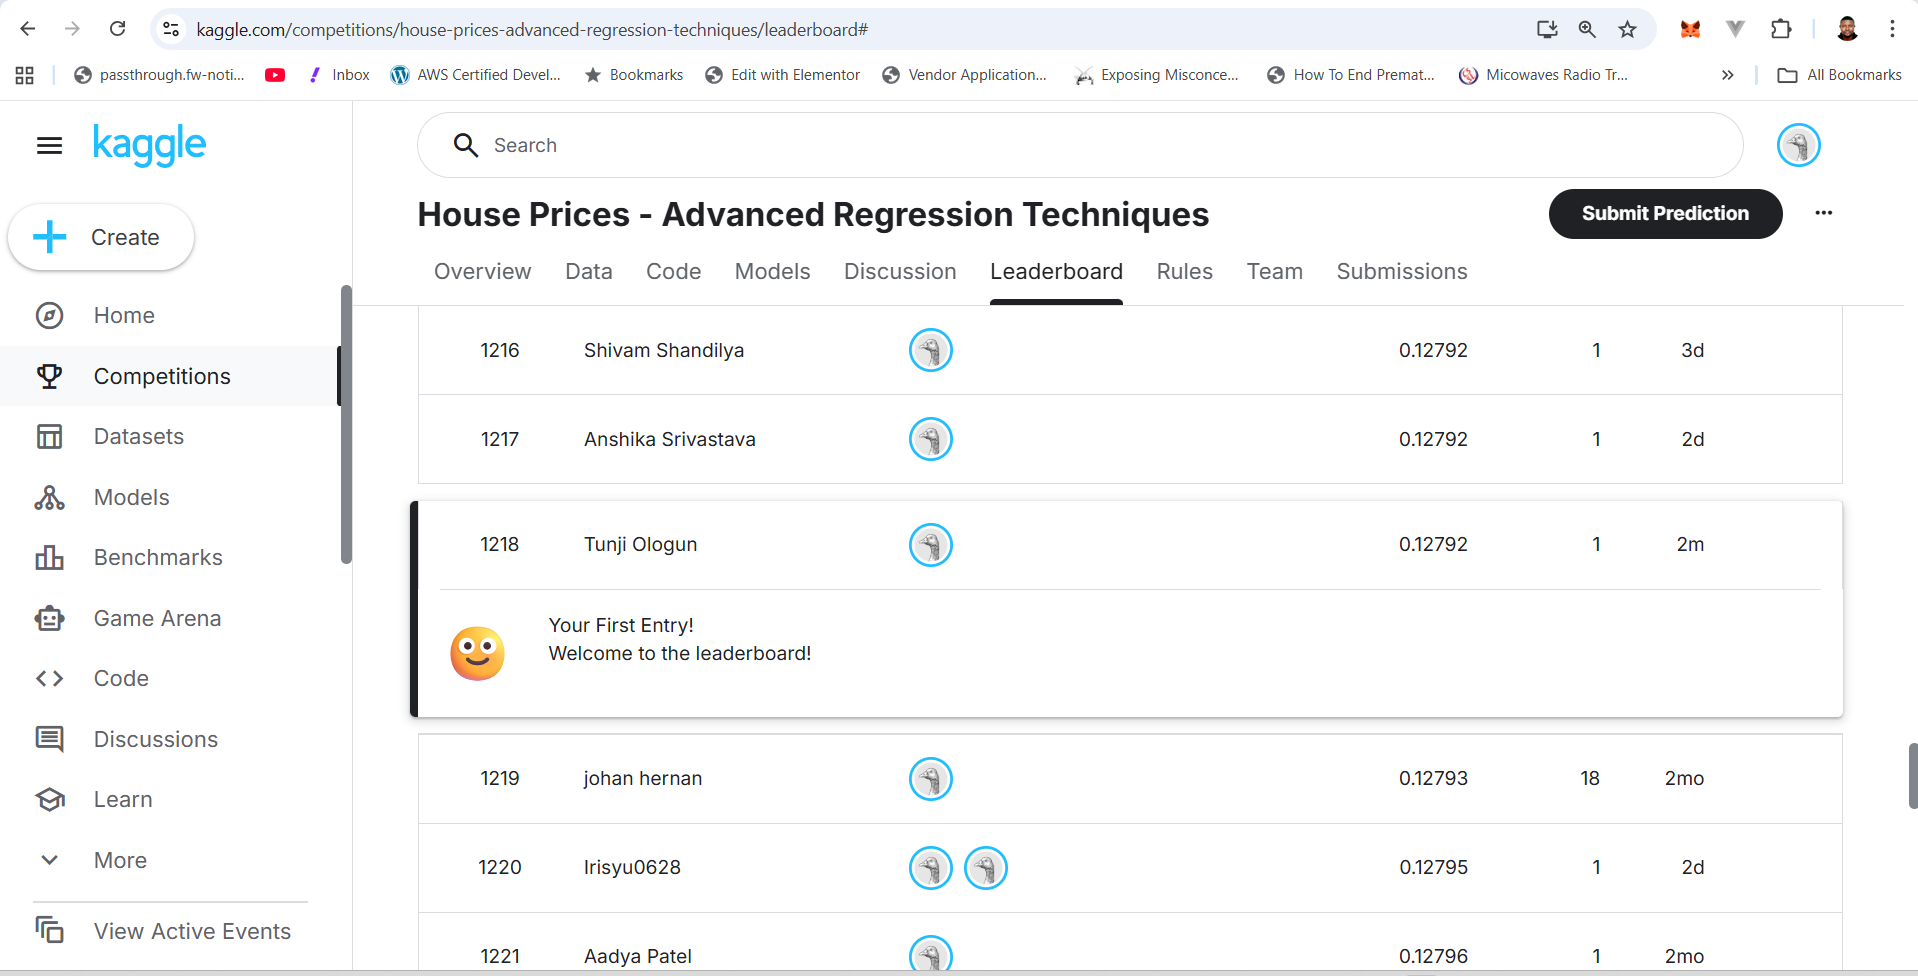 kaggle.com/competitions/house-prices-advanced-regression-techniques/leaderboard#
passthrough.fw-noti... Inbox AWS Certified Devel... Bookmarks Edit with Elementor Vendor Application... Exposing Misconce... How To End Premat... Micowaves Radio Tr... » All Bookmarks
kaggle
Search
Create
Home
Competitions
Datasets
Models
Benchmarks
Game Arena
Code
Discussions
Learn
More
View Active Events
House Prices - Advanced Regression Techniques
Submit Prediction
Overview Data Code Models Discussion Leaderboard Rules Team Submissions
1216 Shivam Shandilya 0.12792 1 3d
1217 Anshika Srivastava 0.12792 1 2d
1218 Tunji Ologun 0.12792 1 2m
Your First Entry!
Welcome to the leaderboard!
1219 johan hernan 0.12793 18 2mo
1220 Irisyu0628 0.12795 1 2d
1221 Aadya Patel 0.12796 1 2mo